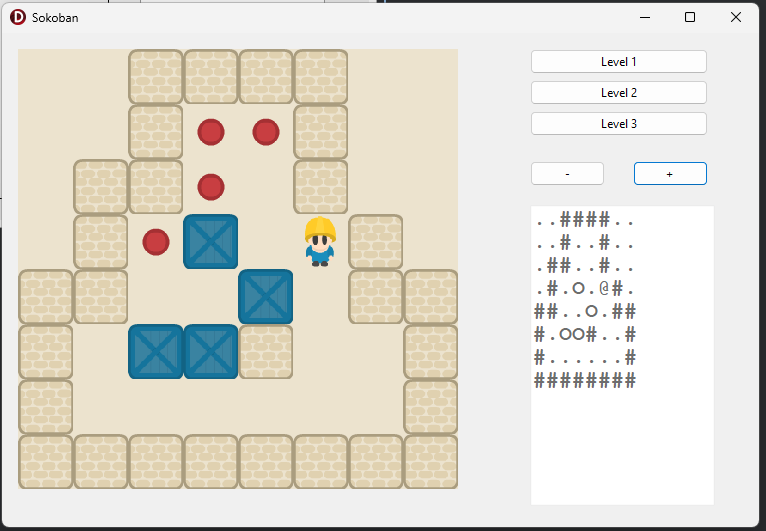 D Sokoban
Level 1
Level 2
Level 3
- +
..####..
..#..#..
.##..#..
.#.O.@#.
##..O.##
#.OO#..#
#......#
########